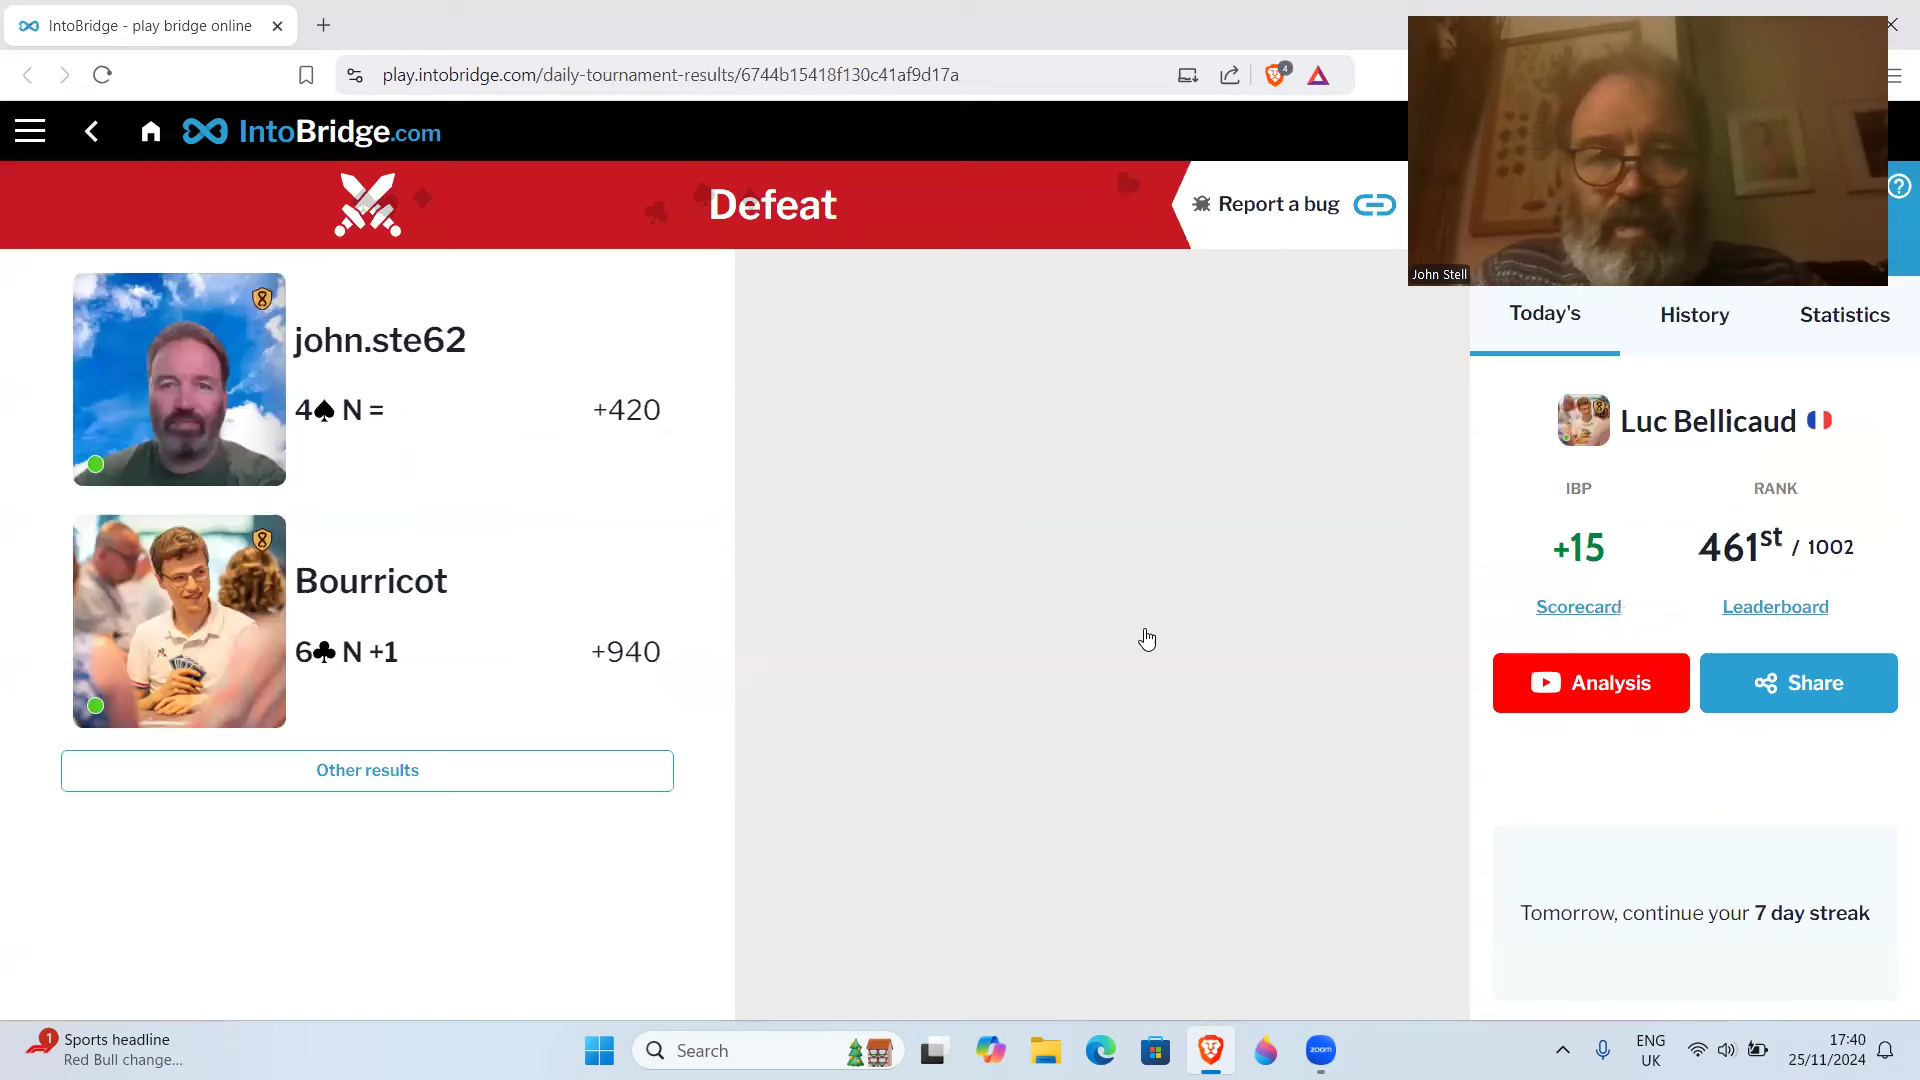 IntoBridge - play bridge online
play.intobridge.com/daily-tournament-results/6744b15418f130c41af9d17a
4
IntoBridge.com
Defeat
Report a bug
John Stell
john.ste62
4♠ N =
+420
Bourricot
6♣ N +1
+940
Other results
Today's
History
Statistics
Luc Bellicaud
IBP
RANK
+15
461st / 1002
Scorecard
Leaderboard
Analysis
Share
Tomorrow, continue your 7 day streak
1
Sports headline
Red Bull change...
Search
zoom
ENG
UK
17:40
25/11/2024